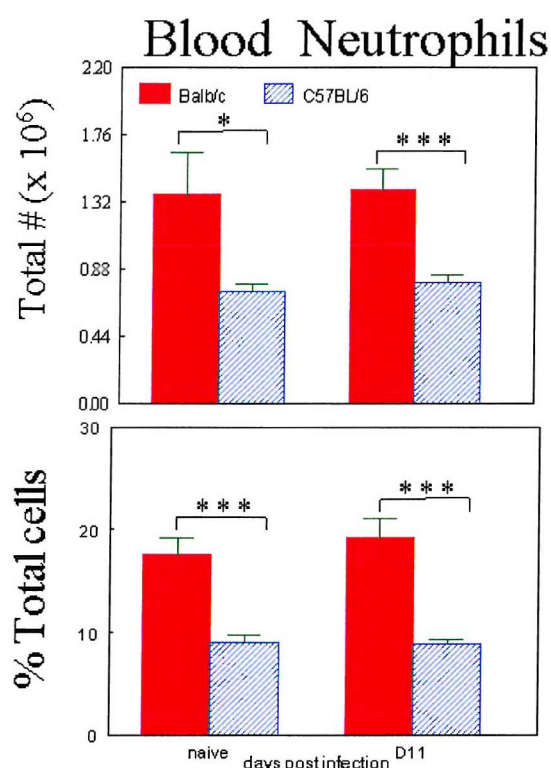 Blood Neutrophils
Total # (x 10⁶)
2.20
1.76
1.32
0.88
0.44
0.00
Balb/c
C57BL/6
*
***
% Total cells
30
20
10
0
***
***
naive
D11
days post infection